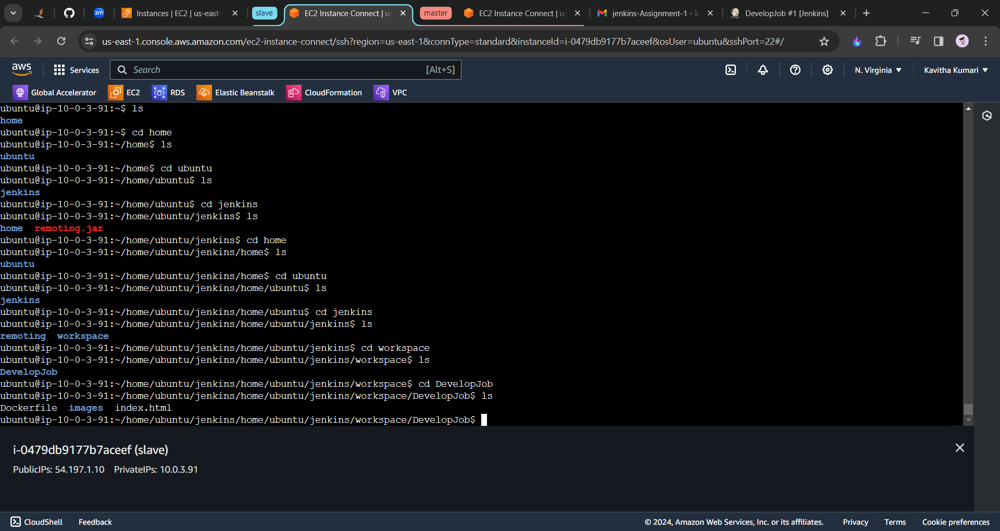 zm
Instances | EC2 | us-east-
slave
EC2 Instance Connect | us
master
EC2 Instance Connect | us
jenkins-Assignment-1 - k
DevelopJob #1 [Jenkins]
us-east-1.console.aws.amazon.com/ec2-instance-connect/ssh?region=us-east-1&connType=standard&instanceId=i-0479db9177b7aceef&osUser=ubuntu&sshPort=22#/
aws
Services
Search
[Alt+S]
N. Virginia
Kavitha Kumari
Global Accelerator
EC2
RDS
Elastic Beanstalk
CloudFormation
VPC
ubuntu@ip-10-0-3-91:~$ ls
home
ubuntu@ip-10-0-3-91:~$ cd home
ubuntu@ip-10-0-3-91:~/home$ ls
ubuntu
ubuntu@ip-10-0-3-91:~/home$ cd ubuntu
ubuntu@ip-10-0-3-91:~/home/ubuntu$ ls
jenkins
ubuntu@ip-10-0-3-91:~/home/ubuntu$ cd jenkins
ubuntu@ip-10-0-3-91:~/home/ubuntu/jenkins$ ls
home  remoting.jar
ubuntu@ip-10-0-3-91:~/home/ubuntu/jenkins$ cd home
ubuntu@ip-10-0-3-91:~/home/ubuntu/jenkins/home$ ls
ubuntu
ubuntu@ip-10-0-3-91:~/home/ubuntu/jenkins/home$ cd ubuntu
ubuntu@ip-10-0-3-91:~/home/ubuntu/jenkins/home/ubuntu$ ls
jenkins
ubuntu@ip-10-0-3-91:~/home/ubuntu/jenkins/home/ubuntu$ cd jenkins
ubuntu@ip-10-0-3-91:~/home/ubuntu/jenkins/home/ubuntu/jenkins$ ls
remoting  workspace
ubuntu@ip-10-0-3-91:~/home/ubuntu/jenkins/home/ubuntu/jenkins$ cd workspace
ubuntu@ip-10-0-3-91:~/home/ubuntu/jenkins/home/ubuntu/jenkins/workspace$ ls
DevelopJob
ubuntu@ip-10-0-3-91:~/home/ubuntu/jenkins/home/ubuntu/jenkins/workspace$ cd DevelopJob
ubuntu@ip-10-0-3-91:~/home/ubuntu/jenkins/home/ubuntu/jenkins/workspace/DevelopJob$ ls
Dockerfile  images  index.html
ubuntu@ip-10-0-3-91:~/home/ubuntu/jenkins/home/ubuntu/jenkins/workspace/DevelopJob$
i-0479db9177b7aceef (slave)
PublicIPs: 54.197.1.10  PrivateIPs: 10.0.3.91
CloudShell
Feedback
© 2024, Amazon Web Services, Inc. or its affiliates.
Privacy
Terms
Cookie preferences